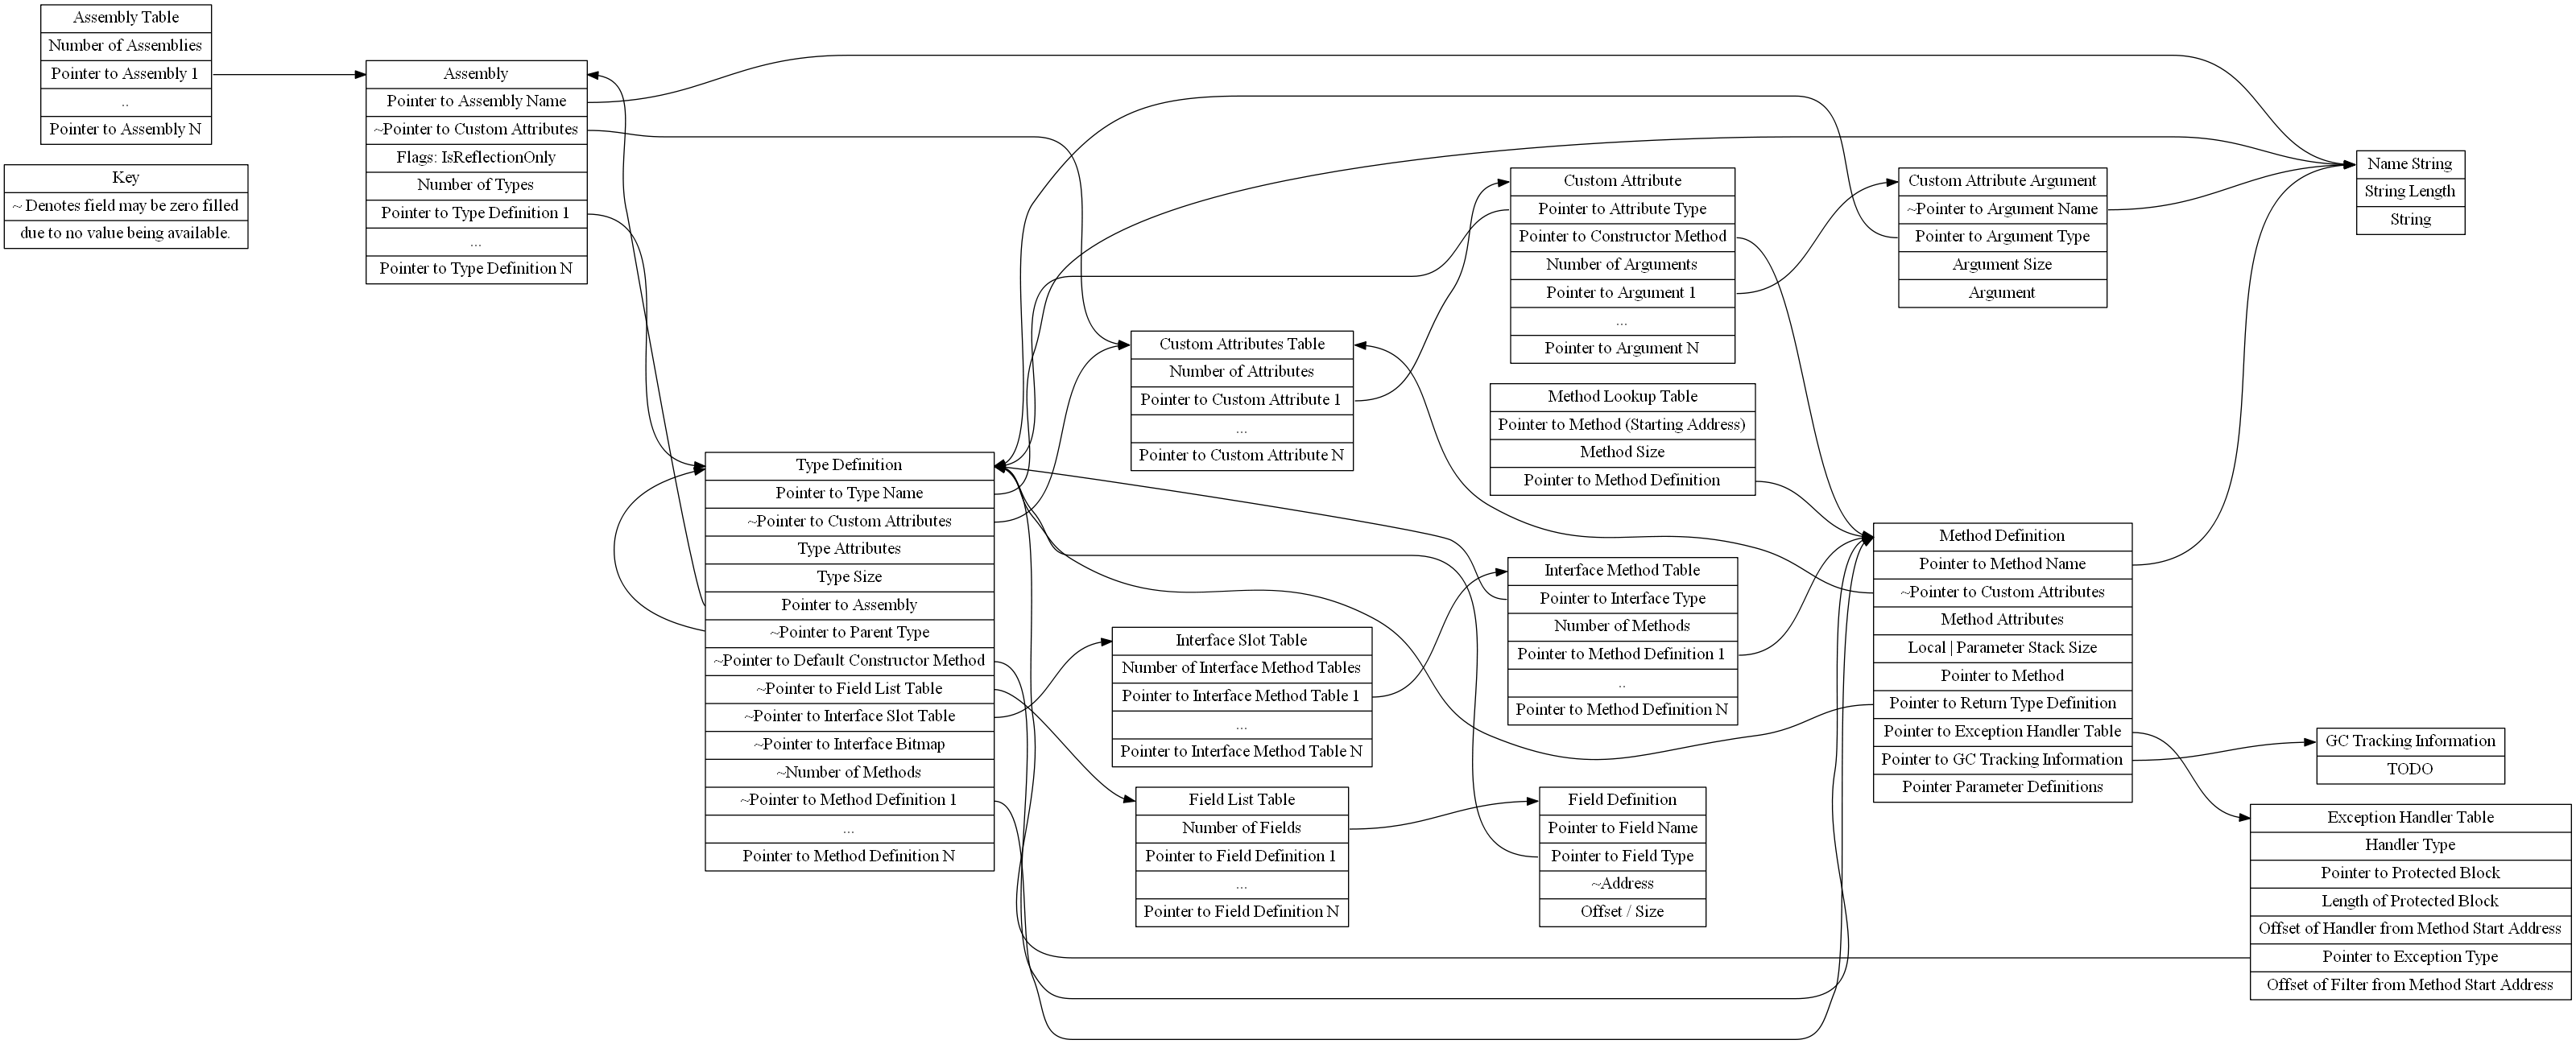 Assembly Table
Number of Assemblies
Pointer to Assembly 1
..
Pointer to Assembly N
Key
~ Denotes field may be zero filled
due to no value being available.
Assembly
Pointer to Assembly Name
~Pointer to Custom Attributes
Flags: IsReflectionOnly
Number of Types
Pointer to Type Definition 1
...
Pointer to Type Definition N
Type Definition
Pointer to Type Name
~Pointer to Custom Attributes
Type Attributes
Type Size
Pointer to Assembly
~Pointer to Parent Type
~Pointer to Default Constructor Method
~Pointer to Field List Table
~Pointer to Interface Slot Table
~Pointer to Interface Bitmap
~Number of Methods
~Pointer to Method Definition 1
...
Pointer to Method Definition N
Custom Attributes Table
Number of Attributes
Pointer to Custom Attribute 1
...
Pointer to Custom Attribute N
Interface Slot Table
Number of Interface Method Tables
Pointer to Interface Method Table 1
...
Pointer to Interface Method Table N
Field List Table
Number of Fields
Pointer to Field Definition 1
...
Pointer to Field Definition N
Custom Attribute
Pointer to Attribute Type
Pointer to Constructor Method
Number of Arguments
Pointer to Argument 1
...
Pointer to Argument N
Method Lookup Table
Pointer to Method (Starting Address)
Method Size
Pointer to Method Definition
Interface Method Table
Pointer to Interface Type
Number of Methods
Pointer to Method Definition 1
..
Pointer to Method Definition N
Field Definition
Pointer to Field Name
Pointer to Field Type
~Address
Offset / Size
Custom Attribute Argument
~Pointer to Argument Name
Pointer to Argument Type
Argument Size
Argument
Method Definition
Pointer to Method Name
~Pointer to Custom Attributes
Method Attributes
Local | Parameter Stack Size
Pointer to Method
Pointer to Return Type Definition
Pointer to Exception Handler Table
Pointer to GC Tracking Information
Pointer Parameter Definitions
Name String
String Length
String
GC Tracking Information
TODO
Exception Handler Table
Handler Type
Pointer to Protected Block
Length of Protected Block
Offset of Handler from Method Start Address
Pointer to Exception Type
Offset of Filter from Method Start Address